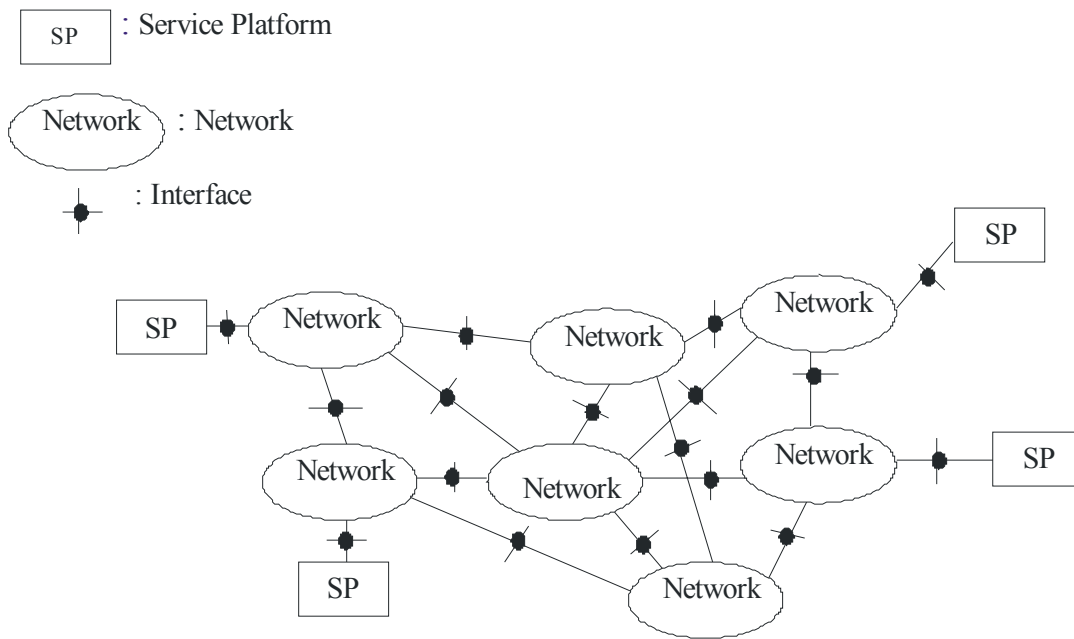 SP : Service Platform
Network : Network
: Interface
SP
Network
SP
Network
Network
Network
Network
Network
SP
Network
SP